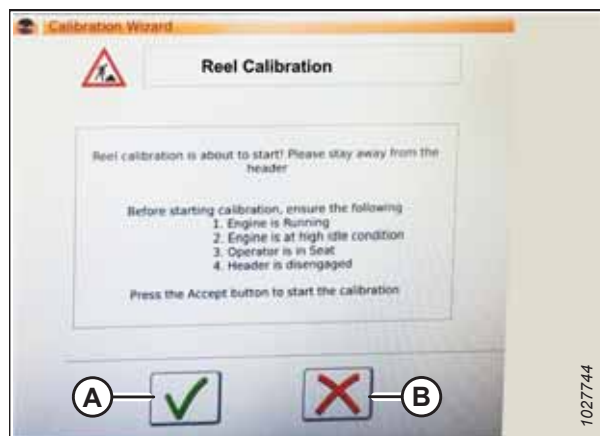 Calibration Wizard
Reel Calibration
Reel calibration is about to start! Please stay away from the
header
Before starting calibration, ensure the following
1. Engine is Running
2. Engine is at high idle condition
3. Operator is in Seat
4. Header is disengaged
Press the Accept button to start the calibration
A
B
1027744